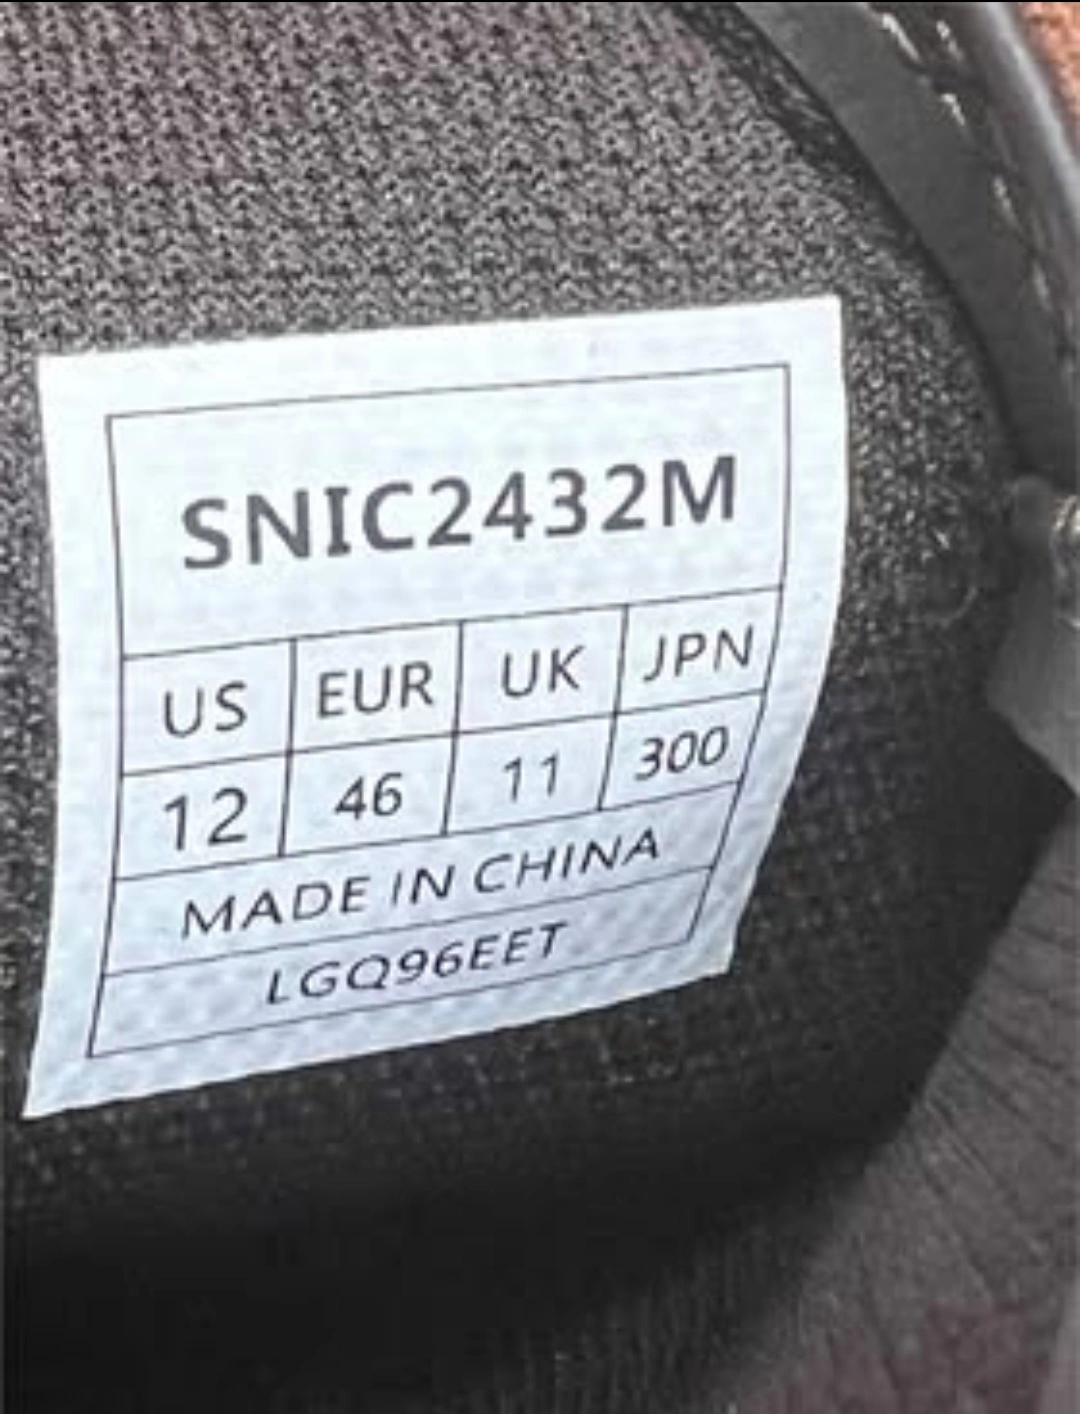 SNIC2432M
US EUR UK JPN
12 46 11 300
MADE IN CHINA
LGQ96EET